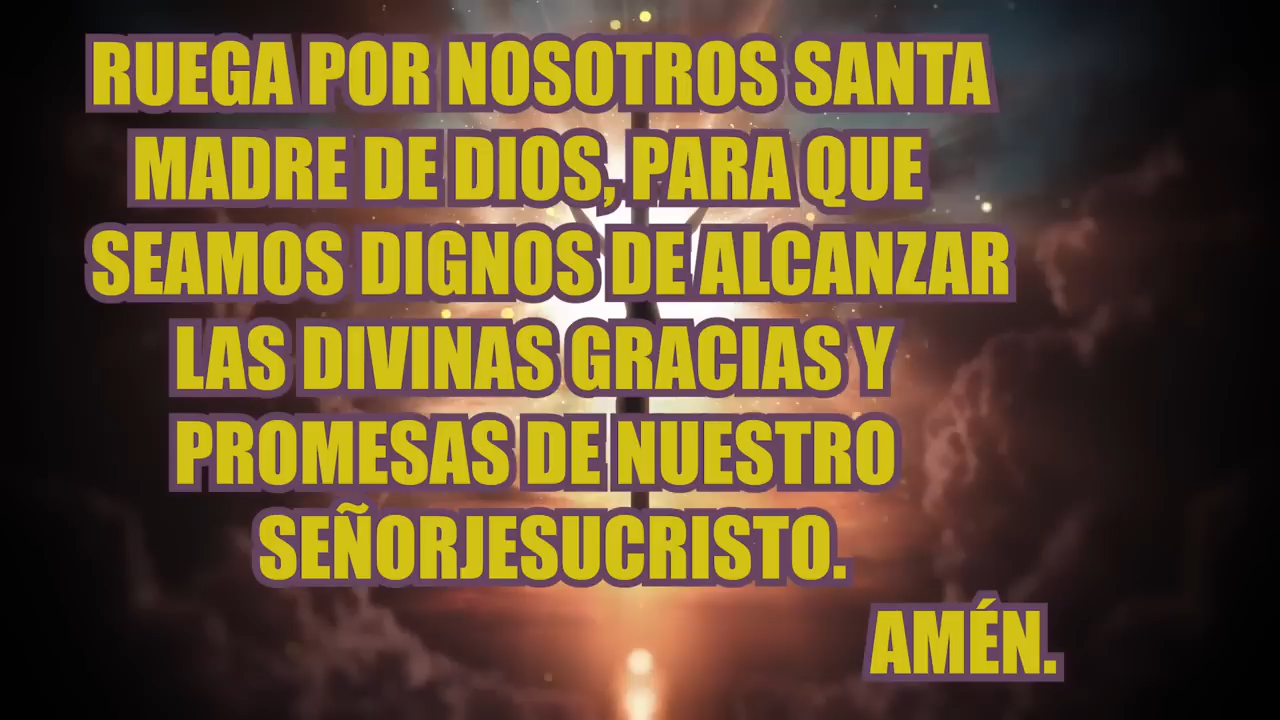 RUEGA POR NOSOTROS SANTA
MADRE DE DIOS, PARA QUE
SEAMOS DIGNOS DE ALCANZAR
LAS DIVINAS GRACIAS Y
PROMESAS DE NUESTRO
SEÑORJESUCRISTO.
AMÉN.